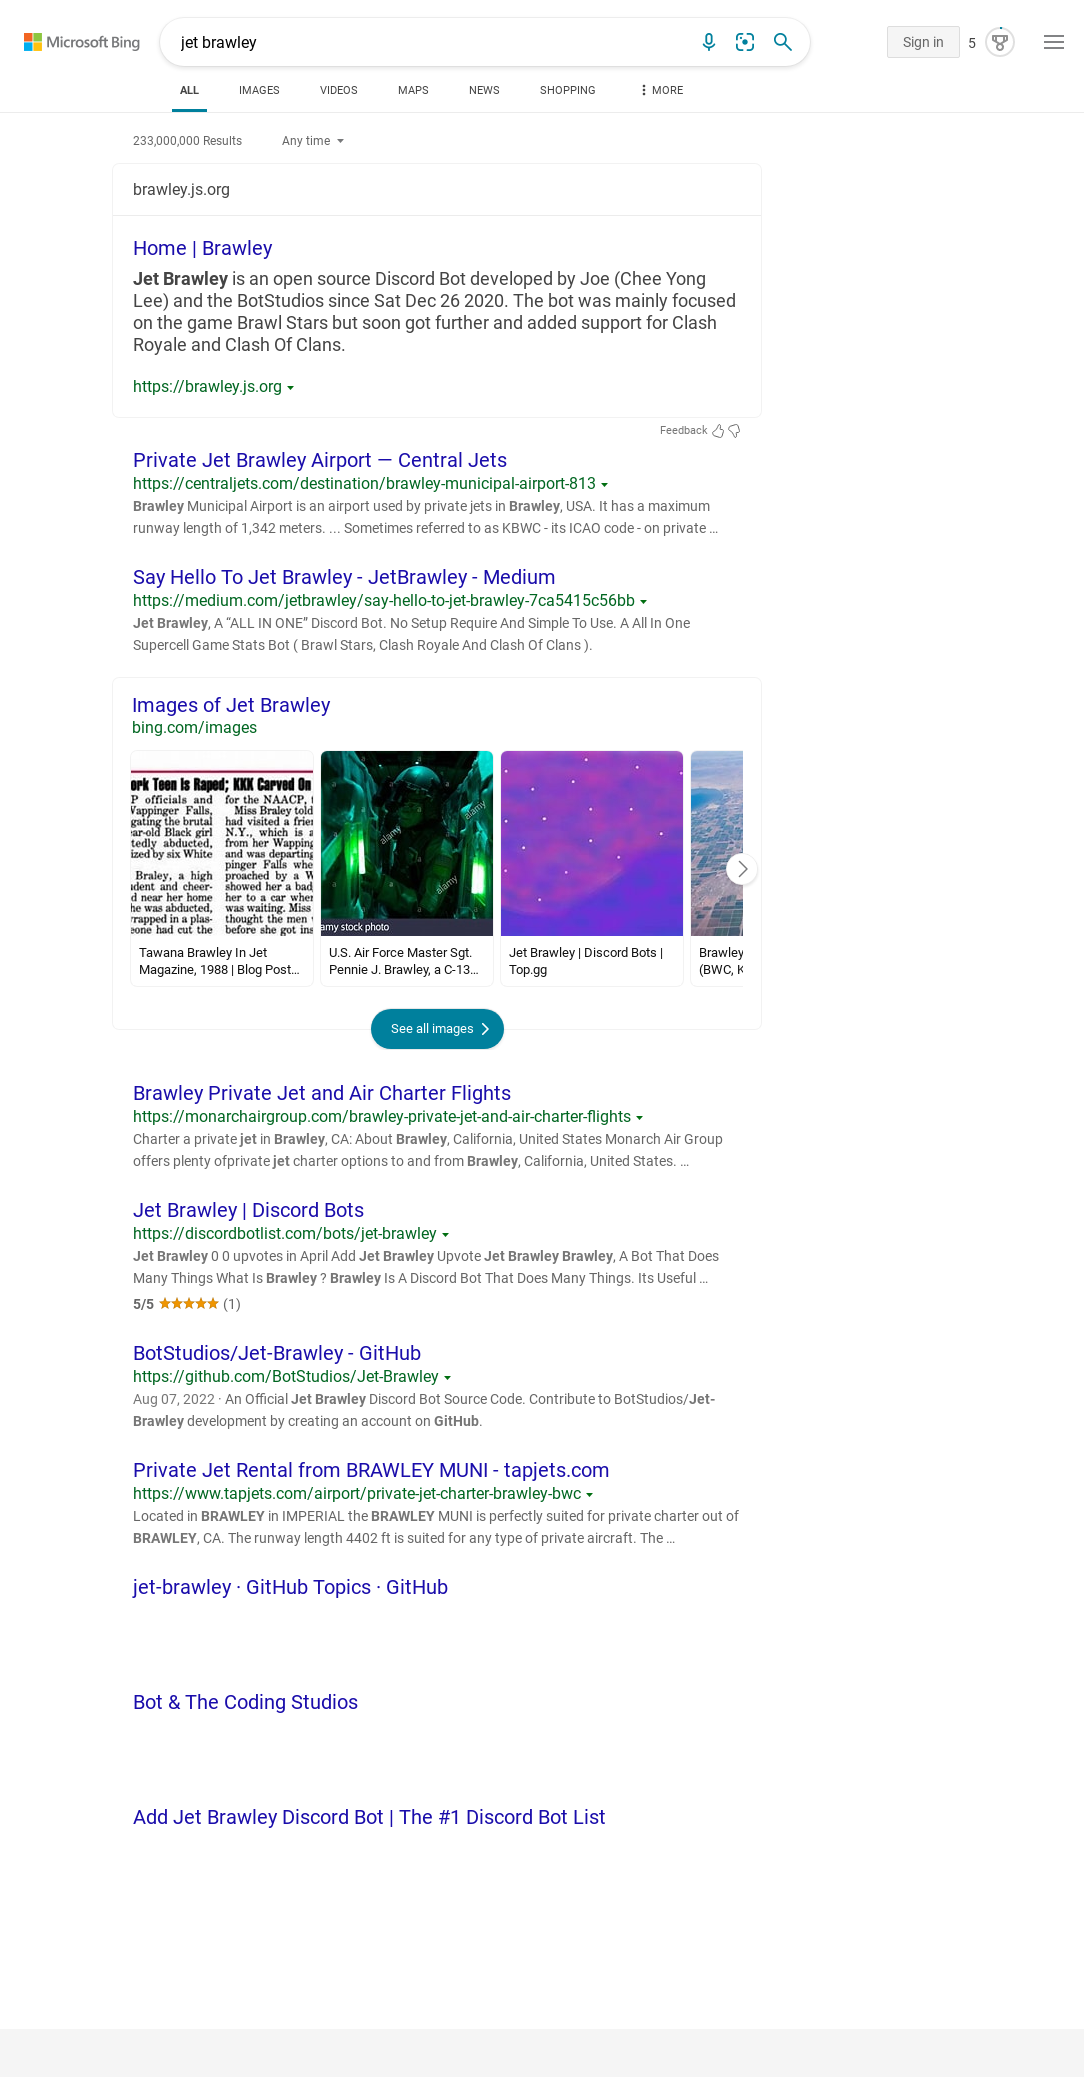 Microsoft Bing
jet brawley
Sign in
5
ALL
IMAGES
VIDEOS
MAPS
NEWS
SHOPPING
MORE
233,000,000 Results
Any time
brawley.js.org
Home | Brawley
Jet Brawley is an open source Discord Bot developed by Joe (Chee Yong
Lee) and the BotStudios since Sat Dec 26 2020. The bot was mainly focused
on the game Brawl Stars but soon got further and added support for Clash
Royale and Clash Of Clans.
https://brawley.js.org
Feedback
Private Jet Brawley Airport — Central Jets
https://centraljets.com/destination/brawley-municipal-airport-813
Brawley Municipal Airport is an airport used by private jets in Brawley, USA. It has a maximum
runway length of 1,342 meters. ... Sometimes referred to as KBWC - its ICAO code - on private …
Say Hello To Jet Brawley - JetBrawley - Medium
https://medium.com/jetbrawley/say-hello-to-jet-brawley-7ca5415c56bb
Jet Brawley, A “ALL IN ONE” Discord Bot. No Setup Require And Simple To Use. A All In One
Supercell Game Stats Bot ( Brawl Stars, Clash Royale And Clash Of Clans ).
Images of Jet Brawley
bing.com/images
ork Teen Is Raped; KKK Carved On
P officials and
Wappinger Falls,
gating the brutal
ear-old Black girl
tedly abducted,
ized by six White
Braley, a high
dent and cheer-
d near her home
he was abducted,
wrapped in a plas-
eone had cut the
for the NAACP, t
Miss Braley told
had visited a frie
N.Y., which is a
from her Wapping
and was departin
pinger Falls whe
proached by a W
showed her a bad
her to a car whe
was waiting. Miss
thought the men w
before she got ins
alamy
alamy
alamy
amy stock photo
Tawana Brawley In Jet
Magazine, 1988 | Blog Post...
U.S. Air Force Master Sgt.
Pennie J. Brawley, a C-13...
Jet Brawley | Discord Bots |
Top.gg
Brawley
(BWC, K
See all images
Brawley Private Jet and Air Charter Flights
https://monarchairgroup.com/brawley-private-jet-and-air-charter-flights
Charter a private jet in Brawley, CA: About Brawley, California, United States Monarch Air Group
offers plenty ofprivate jet charter options to and from Brawley, California, United States. …
Jet Brawley | Discord Bots
https://discordbotlist.com/bots/jet-brawley
Jet Brawley 0 0 upvotes in April Add Jet Brawley Upvote Jet Brawley Brawley, A Bot That Does
Many Things What Is Brawley ? Brawley Is A Discord Bot That Does Many Things. Its Useful …
5/5 (1)
BotStudios/Jet-Brawley - GitHub
https://github.com/BotStudios/Jet-Brawley
Aug 07, 2022 · An Official Jet Brawley Discord Bot Source Code. Contribute to BotStudios/Jet-
Brawley development by creating an account on GitHub.
Private Jet Rental from BRAWLEY MUNI - tapjets.com
https://www.tapjets.com/airport/private-jet-charter-brawley-bwc
Located in BRAWLEY in IMPERIAL the BRAWLEY MUNI is perfectly suited for private charter out of
BRAWLEY, CA. The runway length 4402 ft is suited for any type of private aircraft. The …
jet-brawley · GitHub Topics · GitHub
Bot & The Coding Studios
Add Jet Brawley Discord Bot | The #1 Discord Bot List